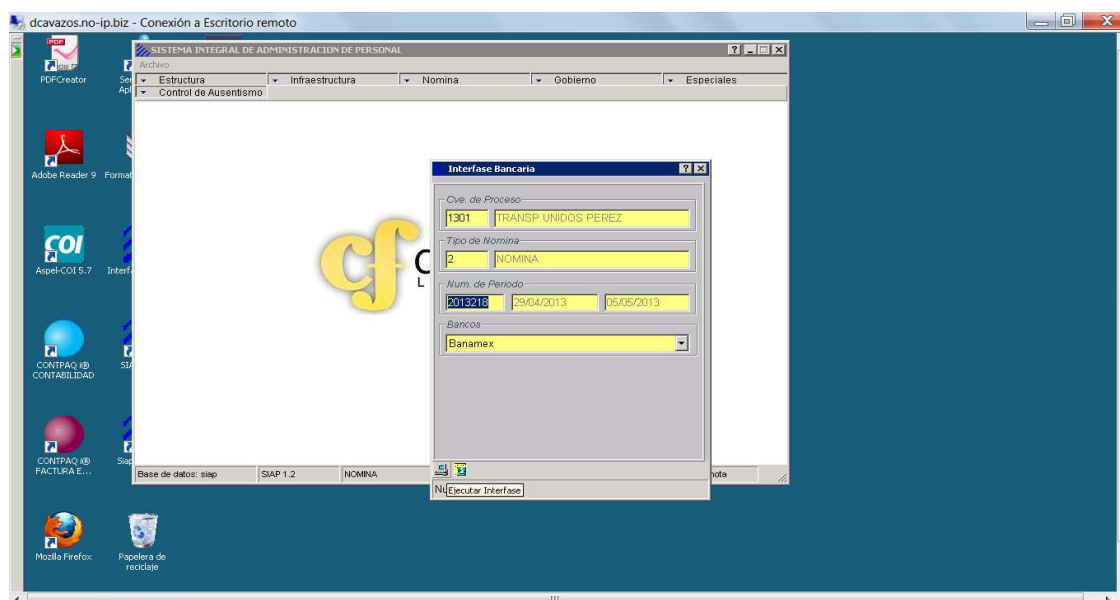 dcavazos.no-ip.biz - Conexión a Escritorio remoto
PDF
PDFCreator
Adobe Reader 9
COI
Aspel-COI 5.7
CONTPAQ i®
CONTABILIDAD
CONTPAQ i®
FACTURA E...
Mozilla Firefox
Papelera de
reciclaje
SISTEMA INTEGRAL DE ADMINISTRACION DE PERSONAL
Archivo
Estructura
Infraestructura
Nomina
Gobierno
Especiales
Control de Ausentismo
cf
Interfase Bancaria
Cve. de Proceso
1301 TRANSP UNIDOS PEREZ
Tipo de Nomina
2 NOMINA
Num. de Periodo
2013218 29/04/2013 05/05/2013
Bancos
Banamex
Ejecutar Interfase
Base de datos: siap
SIAP 1.2
NOMINA